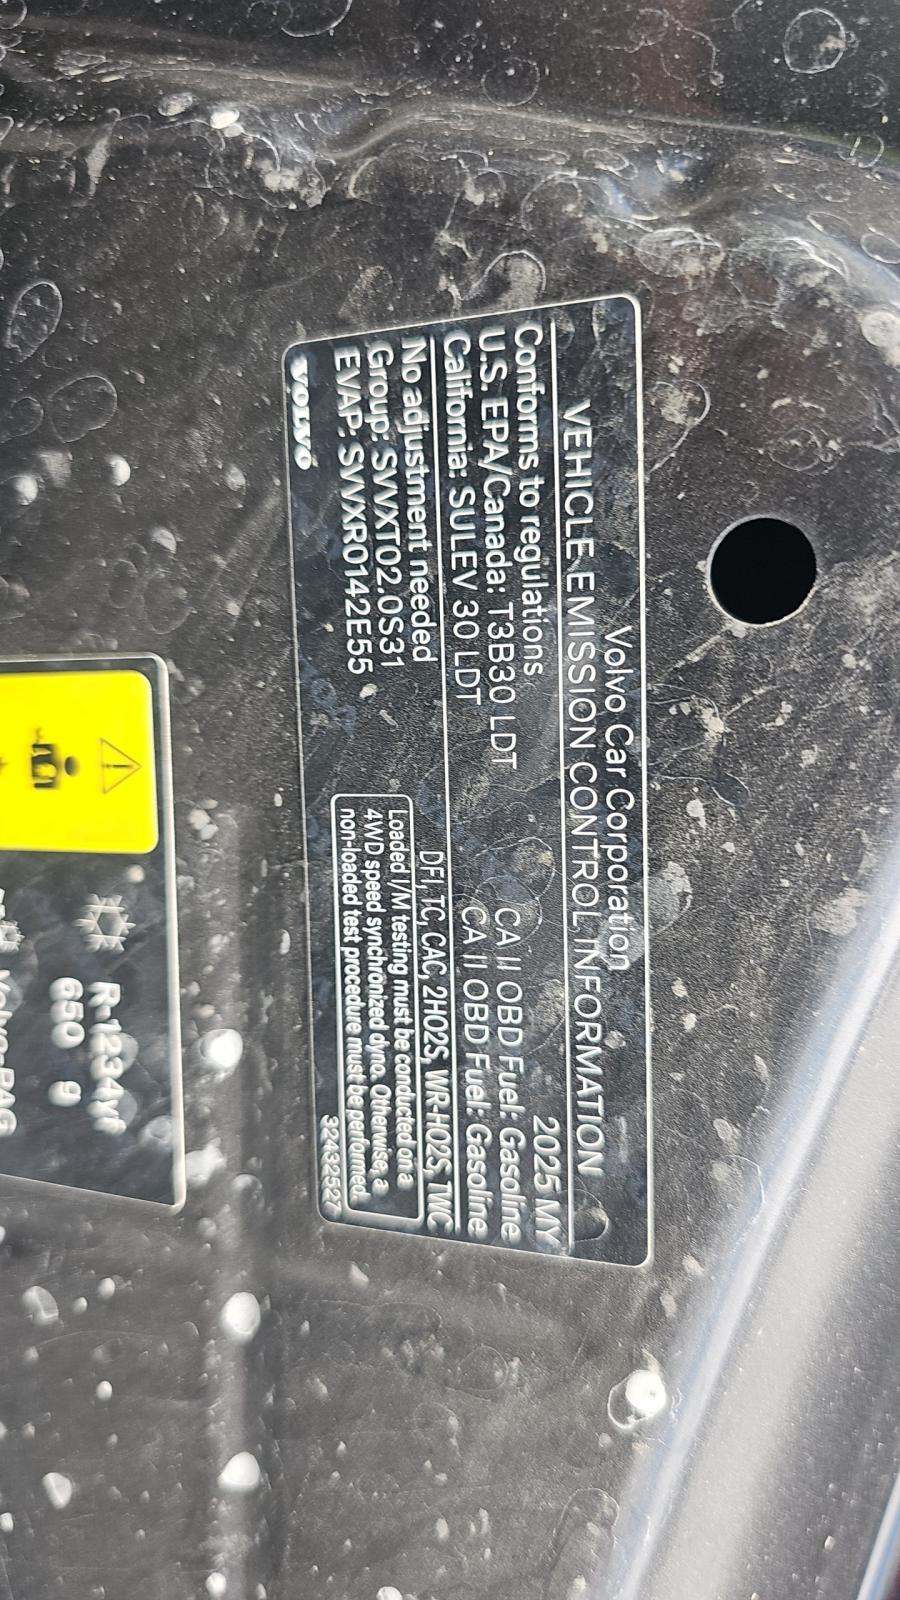 Volvo Car Corporation
VEHICLE EMISSION CONTROL INFORMATION
Conforms to regulations 2025 MY
U.S. EPA/Canada: T3B30 LDT CA II OBD Fuel: Gasoline
California: SULEV 30 LDT CA II OBD Fuel: Gasoline
No adjustment needed DFI, TC, CAC, 2HO2S, WR-HO2S, TWC
Group: SVVXT02.0S31
EVAP: SVVXR0142E55
Loaded I/M testing must be conducted on a
4WD speed synchronized dyno. Otherwise, a
non-loaded test procedure must be performed.
VOLVO
32432527
R-1234yf
650 g